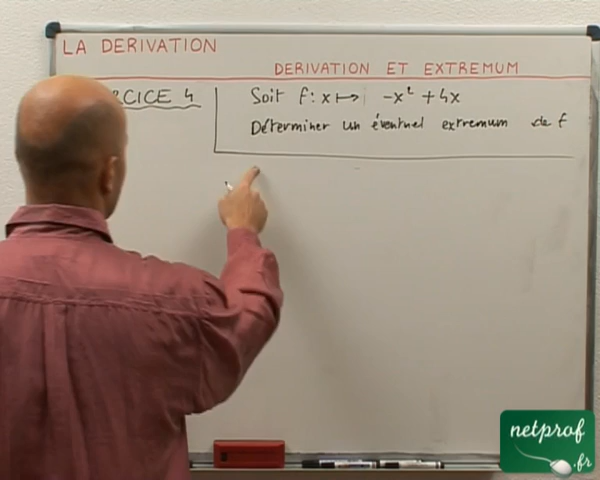 LA DERIVATION
DERIVATION ET EXTREMUM
RCICE 4
Soit f: x ↦ -x² + 4x
Déterminer un éventuel extremum de f
netprof
.fr